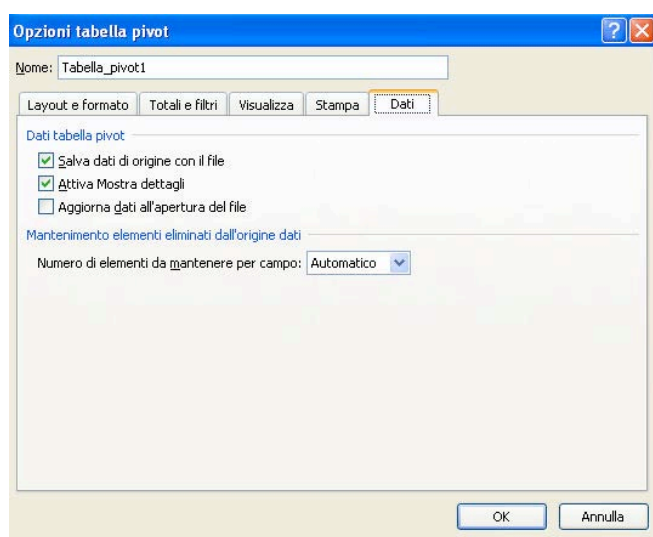 Opzioni tabella pivot
Nome: Tabella_pivot1
Layout e formato Totali e filtri Visualizza Stampa Dati
Dati tabella pivot
Salva dati di origine con il file
Attiva Mostra dettagli
Aggiorna dati all'apertura del file
Mantenimento elementi eliminati dall'origine dati
Numero di elementi da mantenere per campo: Automatico
OK Annulla